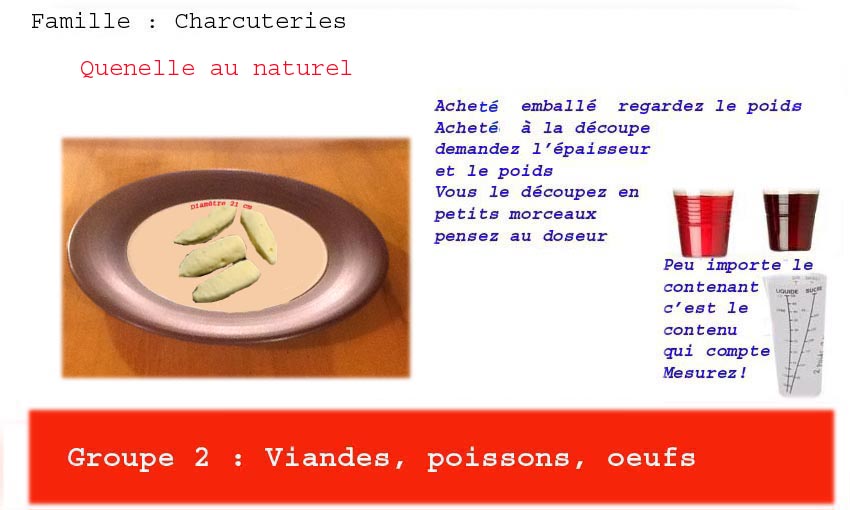 Famille : Charcuteries
Quenelle au naturel
Acheté emballé regardez le poids
Acheté à la découpe
demandez l'épaisseur
et le poids
Vous le découpez en
petits morceaux
pensez au doseur
Diamètre 21 cm
Peu importe le
contenant
c'est le
contenu
qui compte
Mesurez!
LIQUIDE SUCRE
Groupe 2 : Viandes, poissons, oeufs